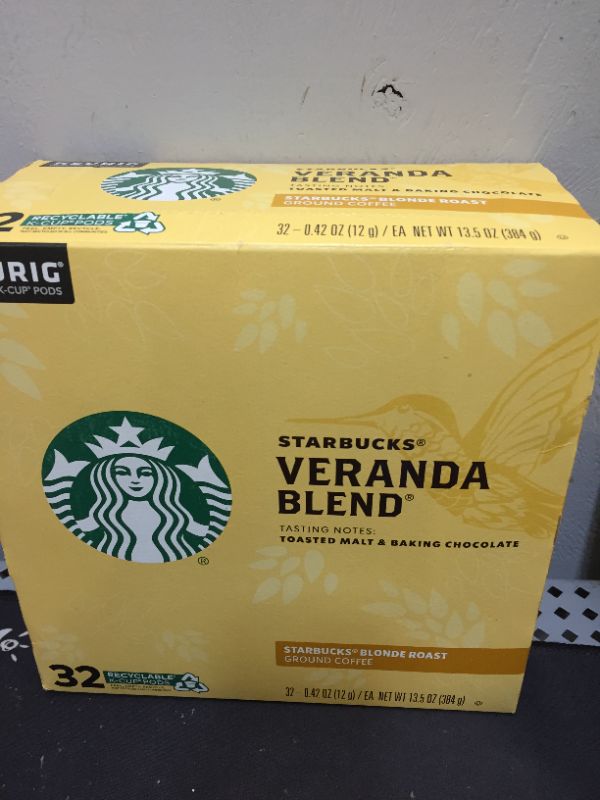 KEURIG
VERANDA
BLEND
TASTING NOTES
TOASTED MALT & BAKING CHOCOLATE
STARBUCKS® BLONDE ROAST
GROUND COFFEE
2 RECYCLABLE
K-CUP® PODS
32 – 0.42 OZ (12 g) / EA NET WT 13.5 OZ (384 g)
URIG®
K-CUP® PODS
STARBUCKS®
VERANDA
BLEND®
TASTING NOTES:
TOASTED MALT & BAKING CHOCOLATE
®
STARBUCKS® BLONDE ROAST
GROUND COFFEE
32 RECYCLABLE
K-CUP® PODS
32 – 0.42 OZ (12 g) / EA NET WT 13.5 OZ (384 g)